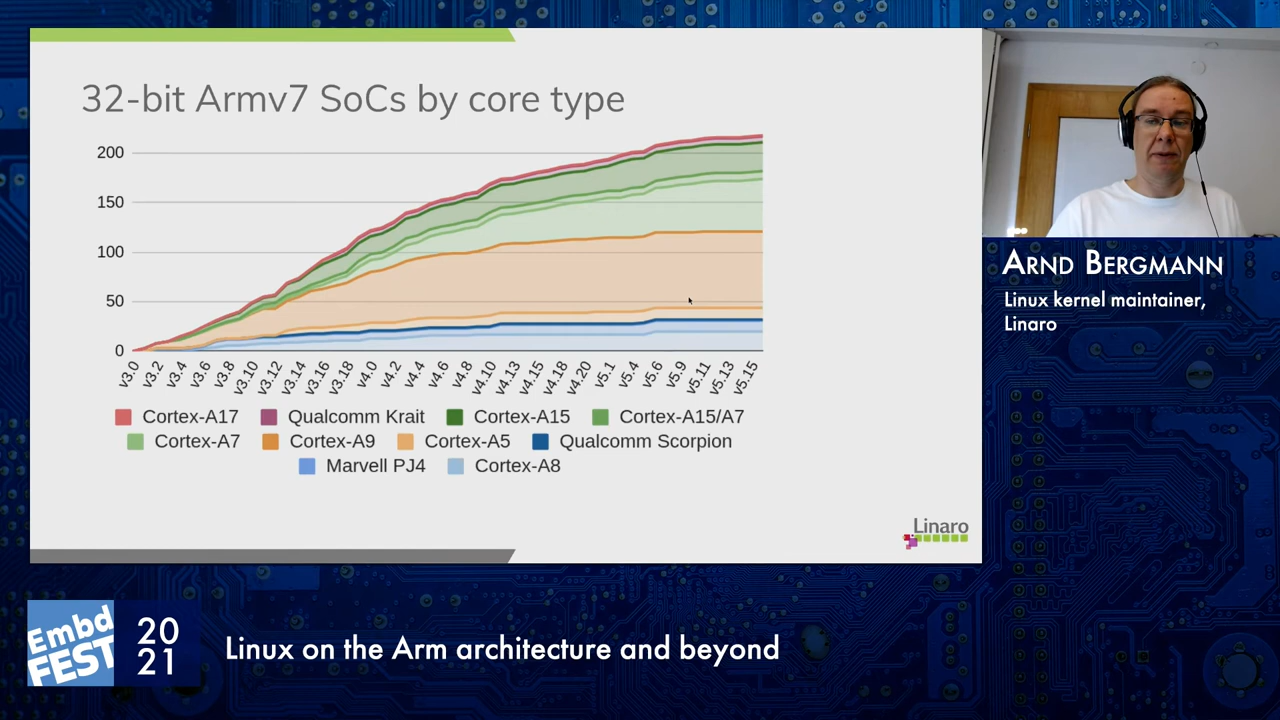 32-bit Armv7 SoCs by core type
200
150
100
50
0
v3.0 v3.2 v3.4 v3.6 v3.8 v3.10 v3.12 v3.14 v3.16 v3.18 v4.0 v4.2 v4.4 v4.6 v4.8 v4.10 v4.13 v4.15 v4.18 v4.20 v5.1 v5.4 v5.6 v5.9 v5.11 v5.13 v5.15
Cortex-A17 Qualcomm Krait Cortex-A15 Cortex-A15/A7
Cortex-A7 Cortex-A9 Cortex-A5 Qualcomm Scorpion
Marvell PJ4 Cortex-A8
Linaro
ARND BERGMANN
Linux kernel maintainer,
Linaro
Embd
FEST
20
21
Linux on the Arm architecture and beyond